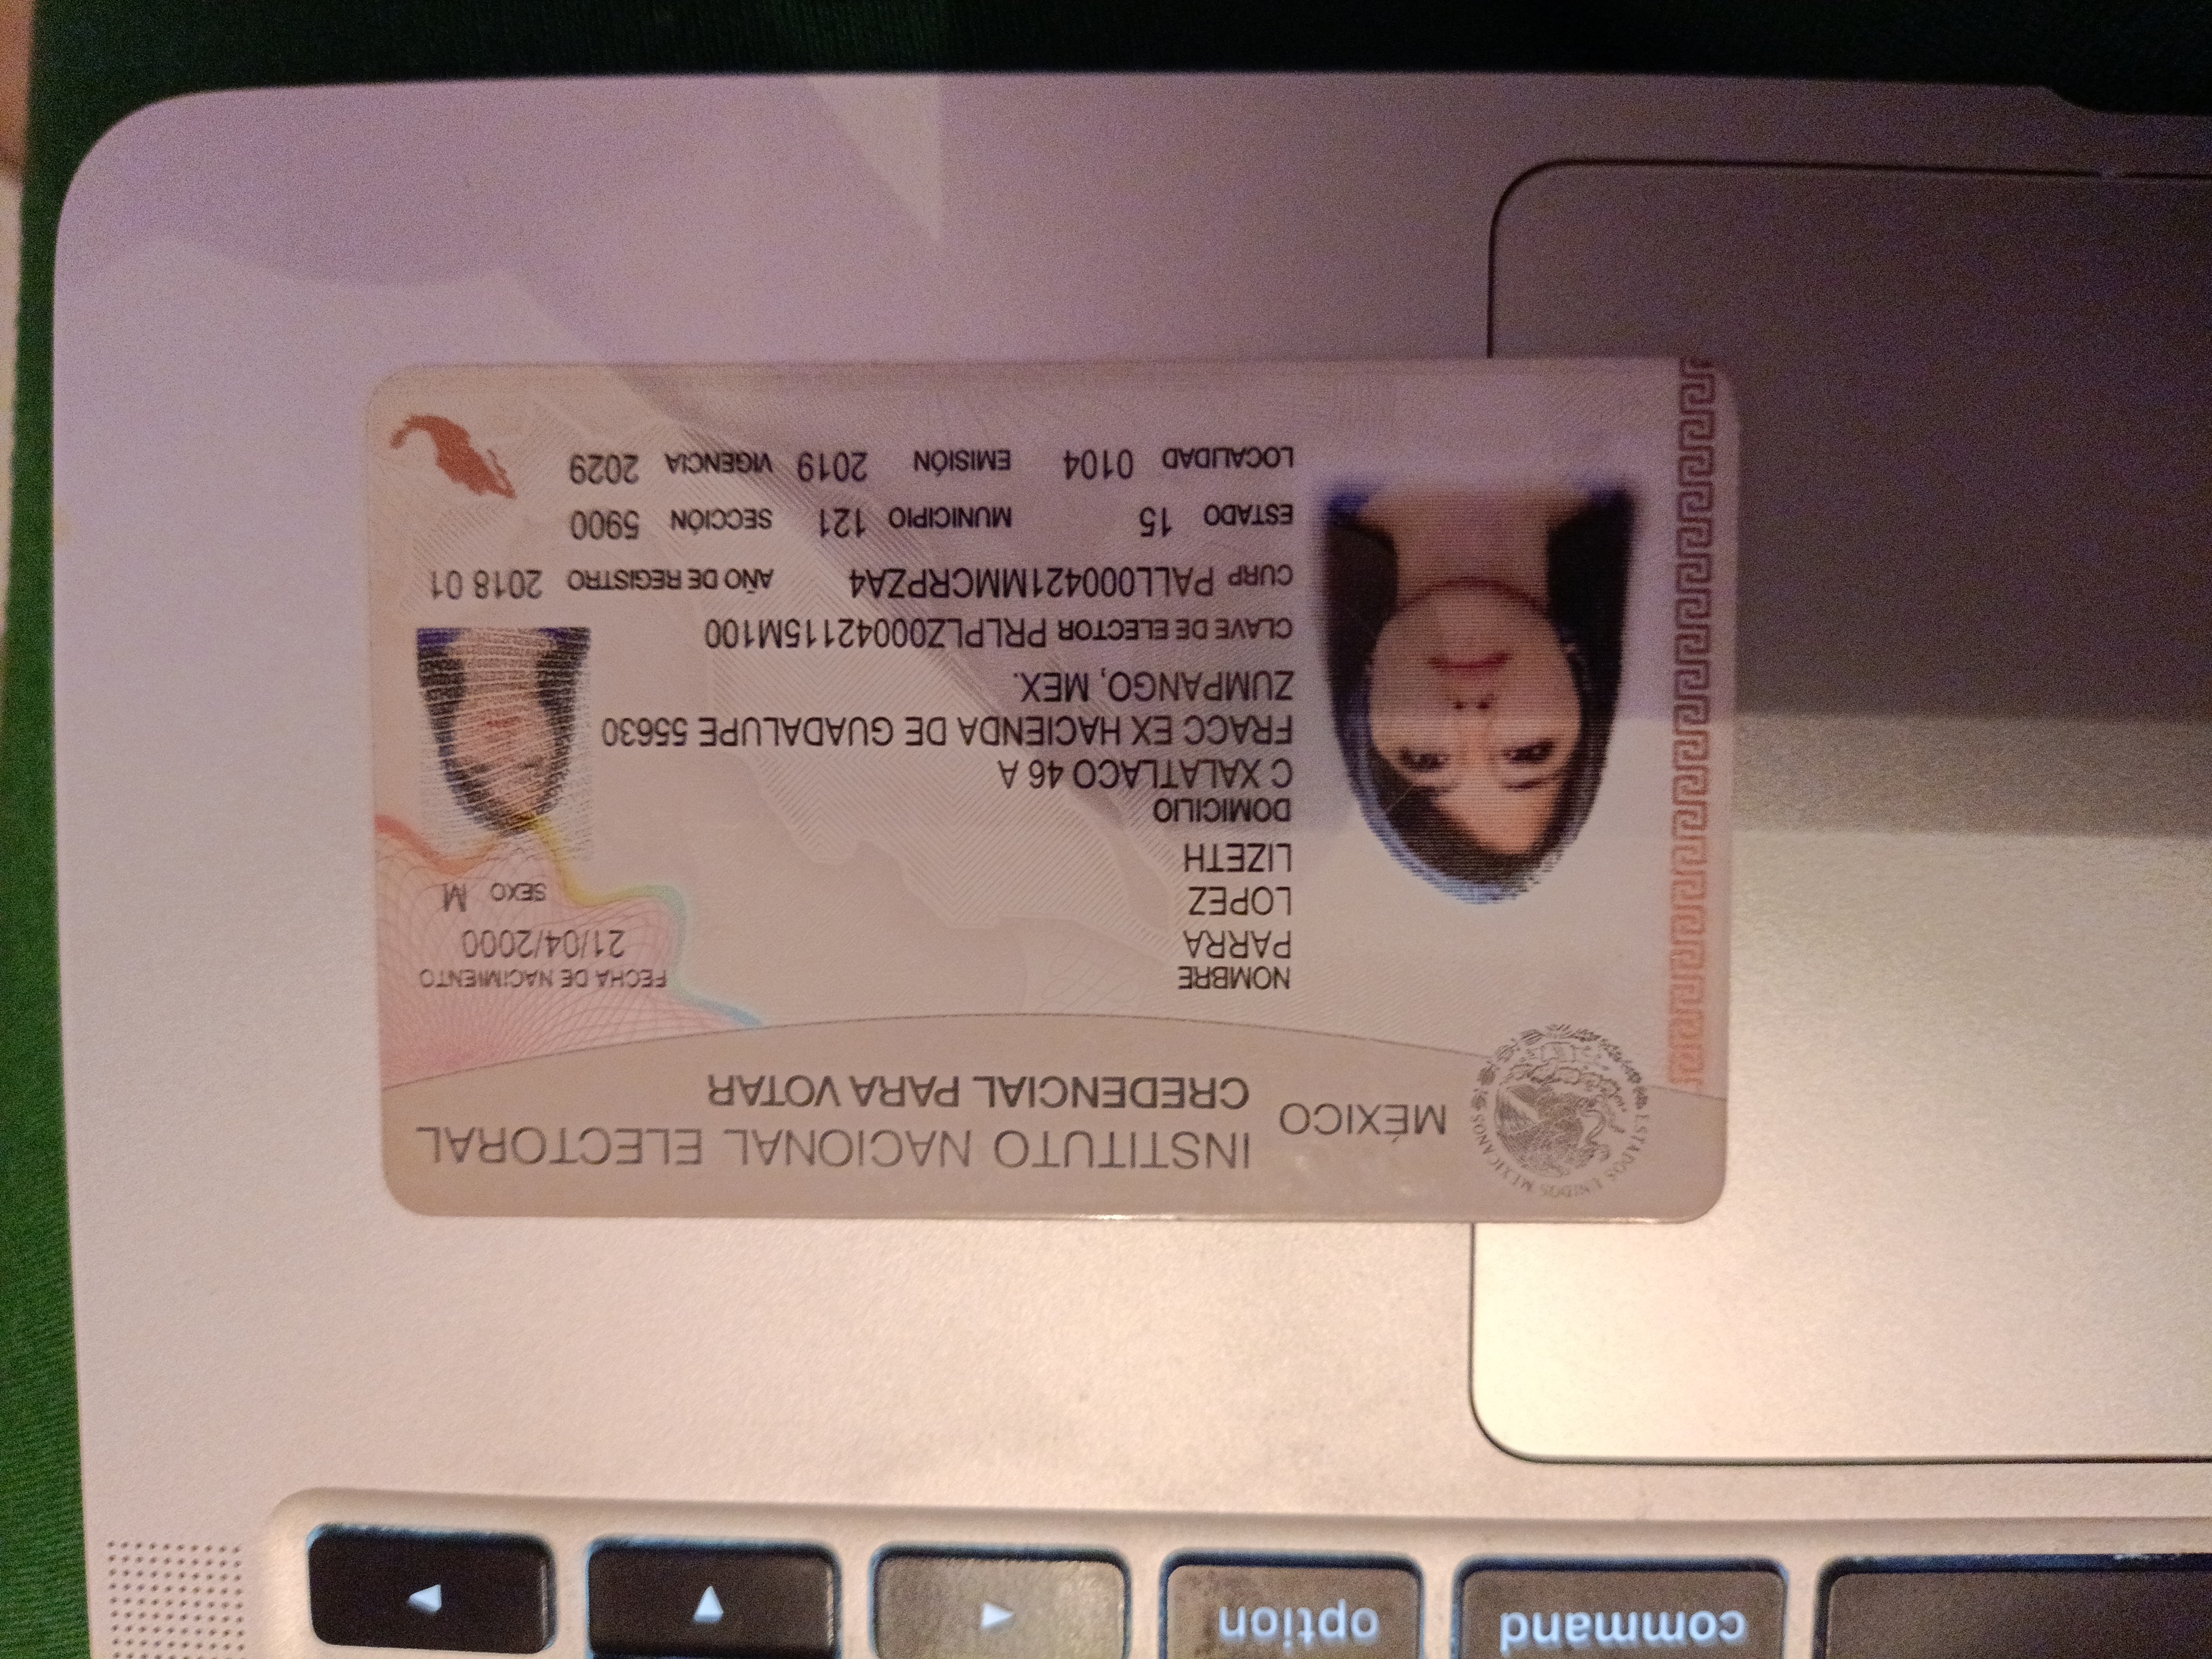 MÉXICO
INSTITUTO NACIONAL ELECTORAL
CREDENCIAL PARA VOTAR
ESTADOS UNIDOS MEXICANOS
NOMBRE
PARRA
LOPEZ
LIZETH
FECHA DE NACIMIENTO
21/04/2000
SEXO M
DOMICILIO
C XALATLACO 46 A
FRACC EX HACIENDA DE GUADALUPE 55630
ZUMPANGO, MEX.
CLAVE DE ELECTOR PRLPLZ00042115M100
CURP PALL000421MMCRPZA4 AÑO DE REGISTRO 2018 01
ESTADO 15 MUNICIPIO 121 SECCIÓN 5900
LOCALIDAD 0104 EMISIÓN 2019 VIGENCIA 2029
command option